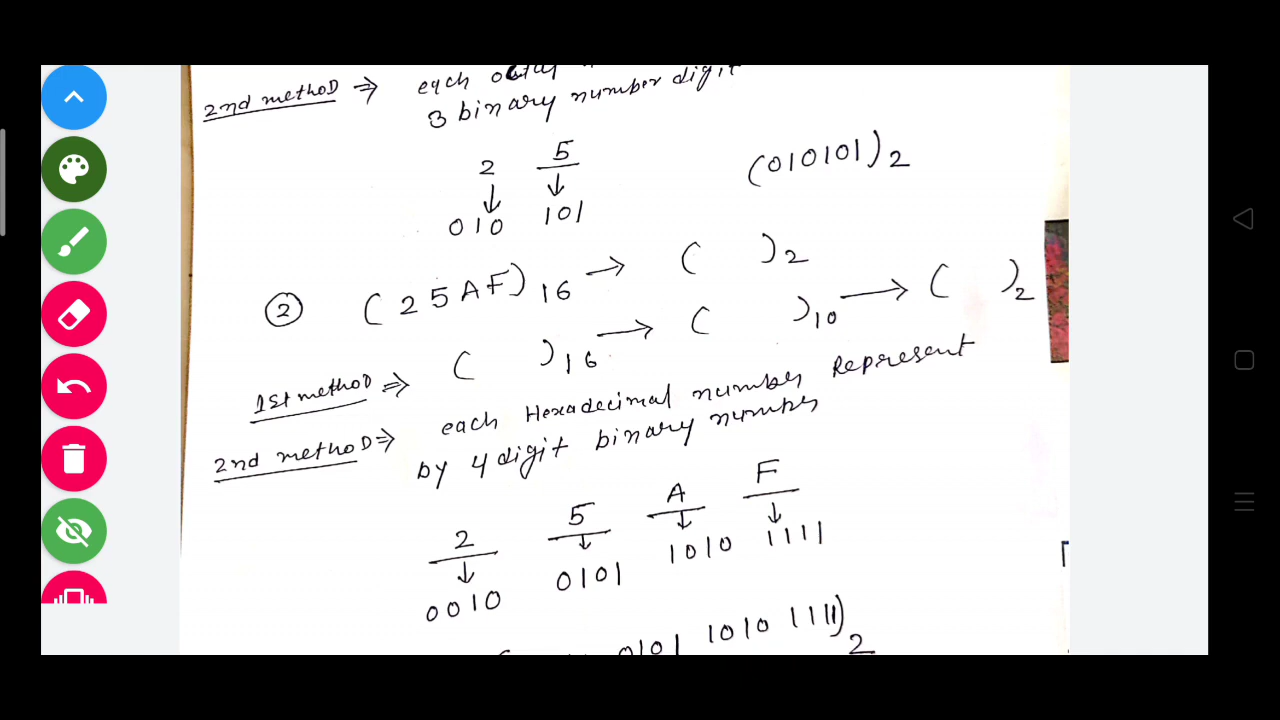 2nd method ⇒ each octal
3 binary number digit
2 5
↓ ↓
010 101
(010101)2
② (25AF)16 → ( )2
1st method ⇒ ( )16 → ( )10 → ( )2
2nd method ⇒ each Hexadecimal number Represent
by 4 digit binary number
2 5 A F
↓ ↓ ↓ ↓
0010 0101 1010 1111
0101 1010 1111)2